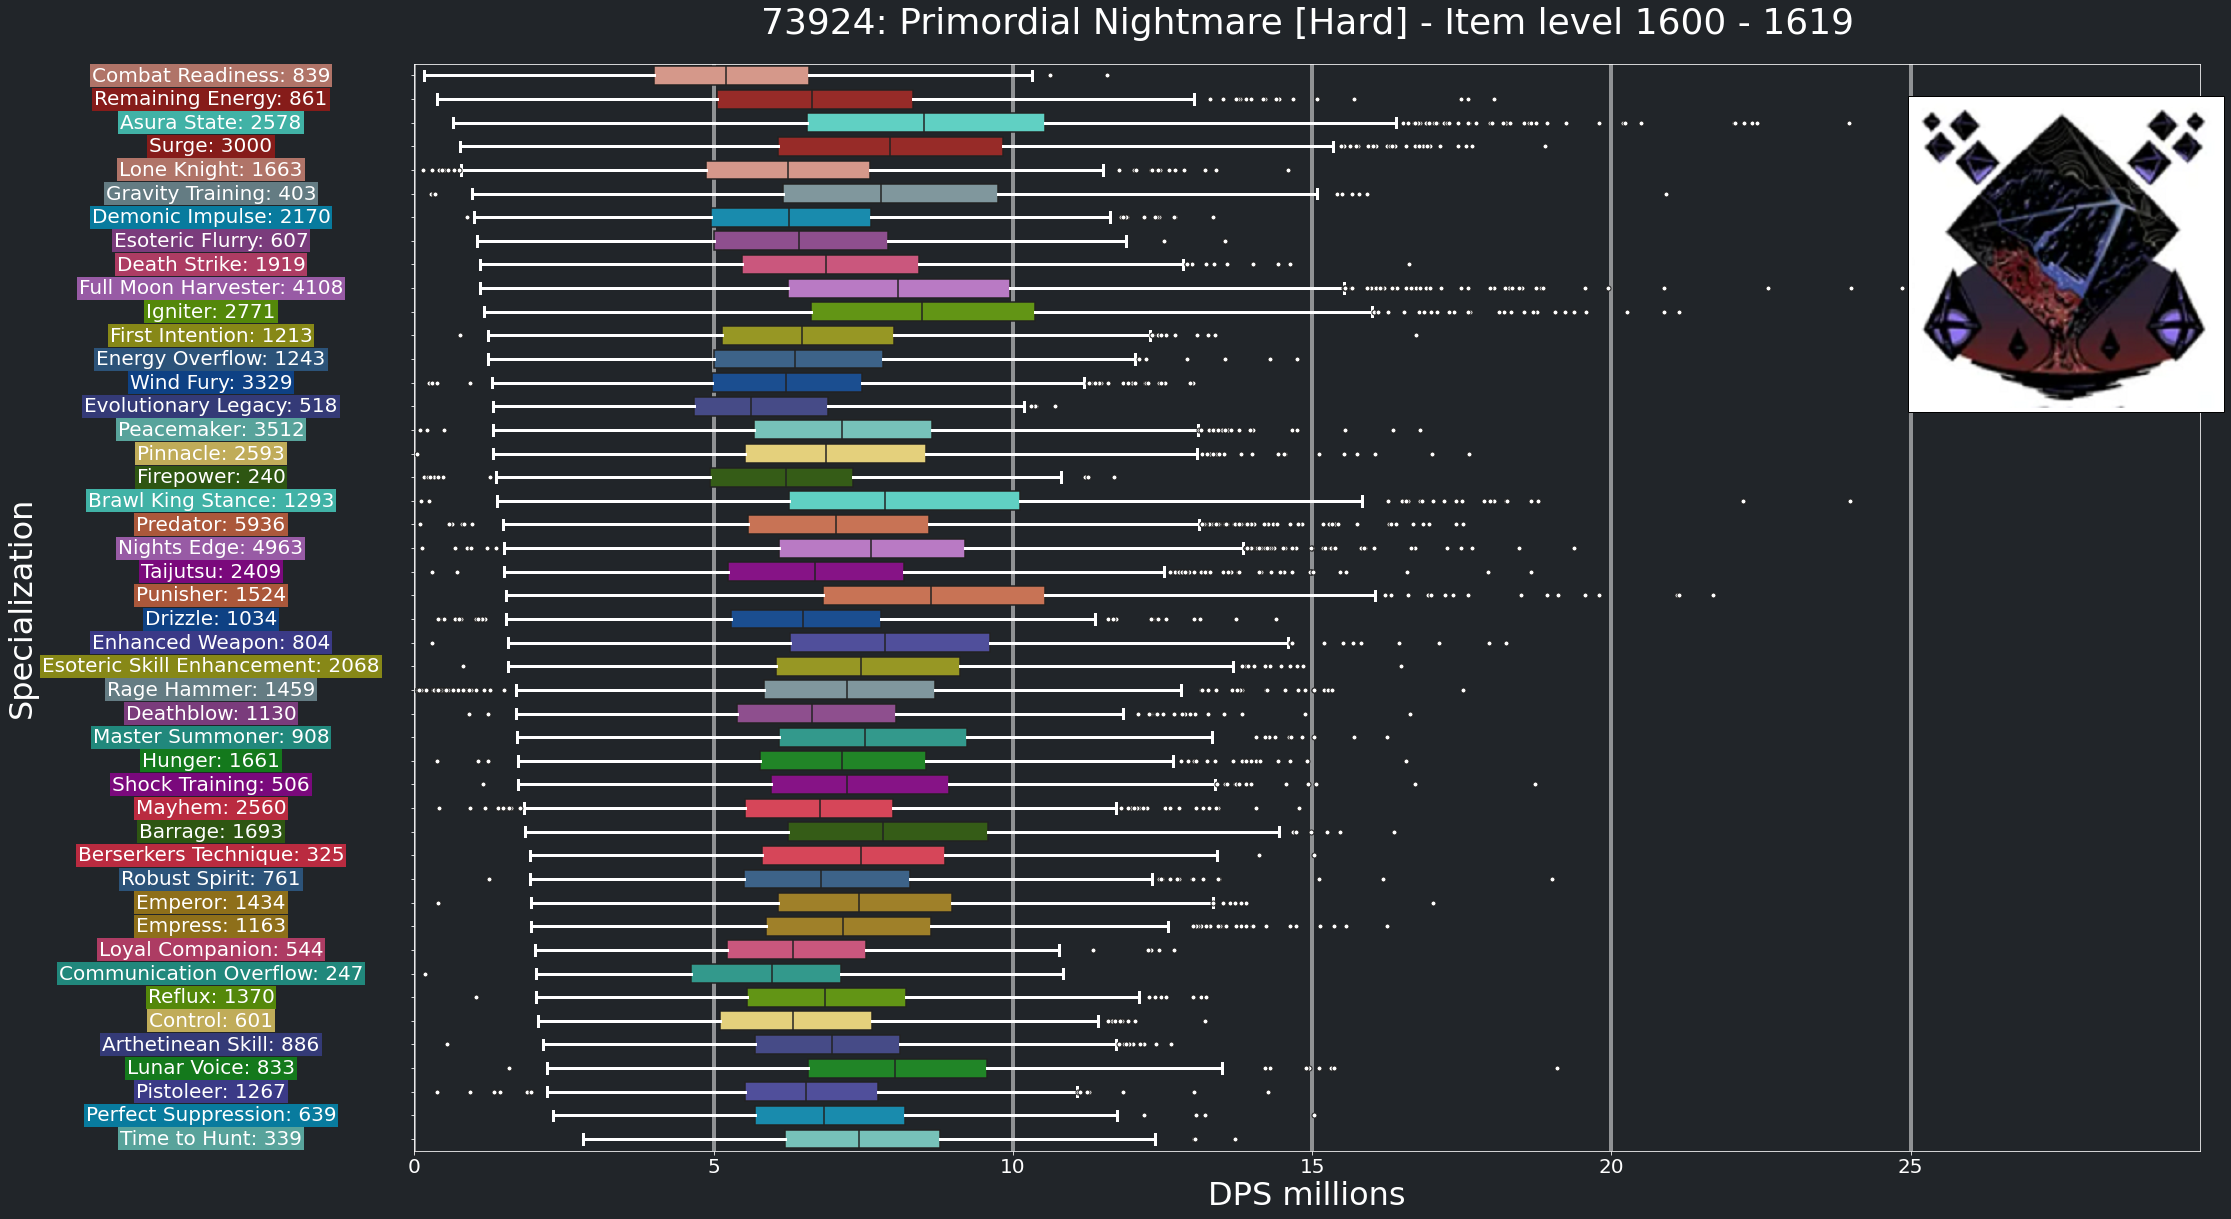 73924: Primordial Nightmare [Hard] - Item level 1600 - 1619
Combat Readiness: 839
Remaining Energy: 861
Asura State: 2578
Surge: 3000
Lone Knight: 1663
Gravity Training: 403
Demonic Impulse: 2170
Esoteric Flurry: 607
Death Strike: 1919
Full Moon Harvester: 4108
Igniter: 2771
First Intention: 1213
Energy Overflow: 1243
Wind Fury: 3329
Evolutionary Legacy: 518
Peacemaker: 3512
Pinnacle: 2593
Firepower: 240
Brawl King Stance: 1293
Predator: 5936
Nights Edge: 4963
Taijutsu: 2409
Punisher: 1524
Drizzle: 1034
Enhanced Weapon: 804
Esoteric Skill Enhancement: 2068
Rage Hammer: 1459
Deathblow: 1130
Master Summoner: 908
Hunger: 1661
Shock Training: 506
Mayhem: 2560
Barrage: 1693
Berserkers Technique: 325
Robust Spirit: 761
Emperor: 1434
Empress: 1163
Loyal Companion: 544
Communication Overflow: 247
Reflux: 1370
Control: 601
Arthetinean Skill: 886
Lunar Voice: 833
Pistoleer: 1267
Perfect Suppression: 639
Time to Hunt: 339
Specialization
0 5 10 15 20 25
DPS millions